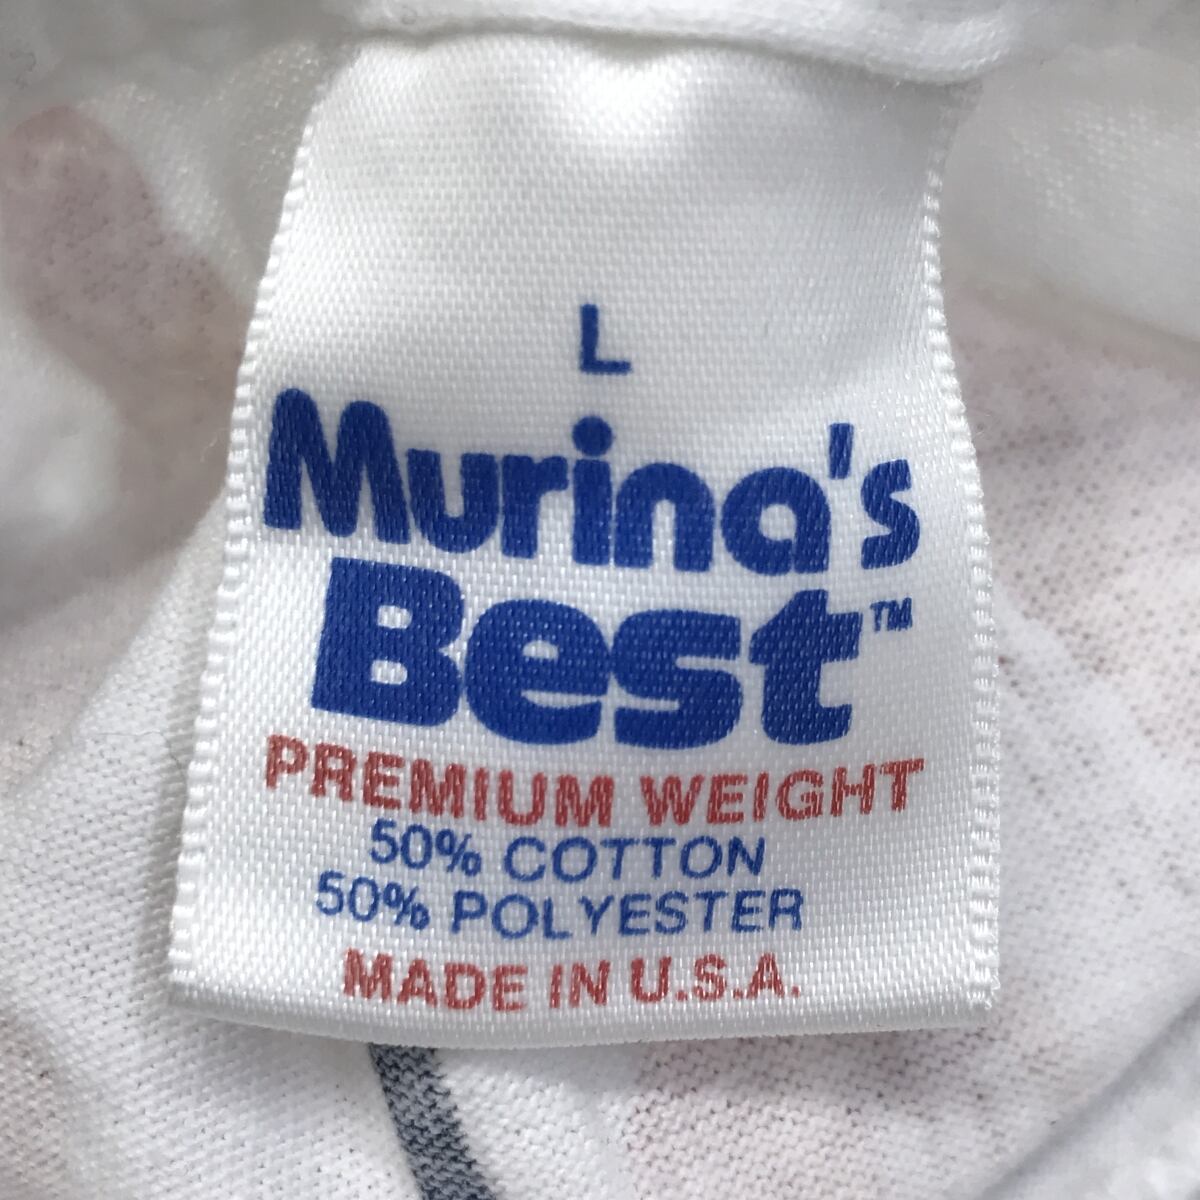 L
Murina's
Best™
PREMIUM WEIGHT
50% COTTON
50% POLYESTER
MADE IN U.S.A.